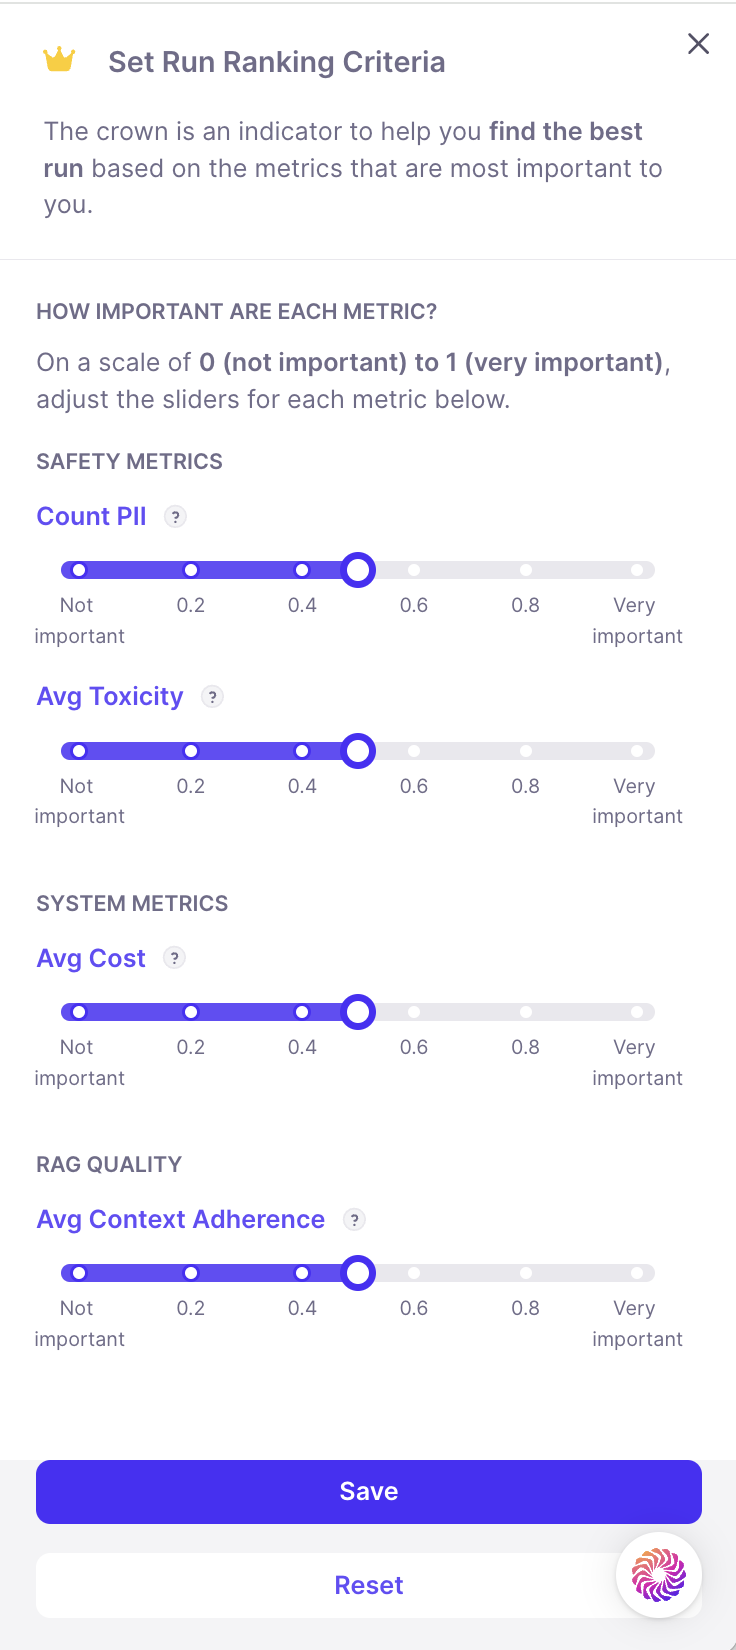 Set Run Ranking Criteria
The crown is an indicator to help you find the best
run based on the metrics that are most important to
you.
HOW IMPORTANT ARE EACH METRIC?
On a scale of 0 (not important) to 1 (very important),
adjust the sliders for each metric below.
SAFETY METRICS
Count PII ?
Not 0.2 0.4 0.6 0.8 Very
important important
Avg Toxicity ?
Not 0.2 0.4 0.6 0.8 Very
important important
SYSTEM METRICS
Avg Cost ?
Not 0.2 0.4 0.6 0.8 Very
important important
RAG QUALITY
Avg Context Adherence ?
Not 0.2 0.4 0.6 0.8 Very
important important
Save
Reset